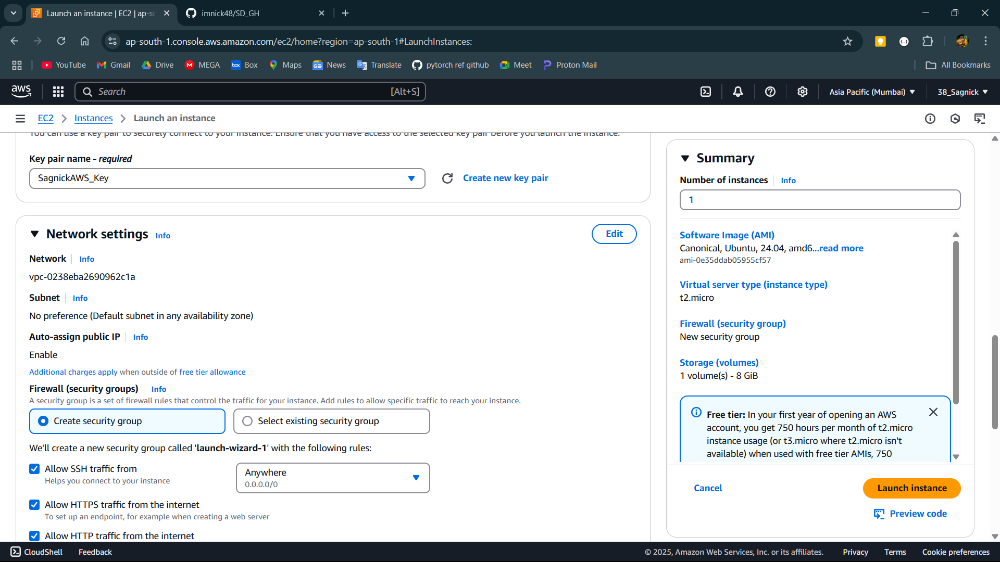 Launch an instance | EC2 | ap-so
imnick48/SD_GH
ap-south-1.console.aws.amazon.com/ec2/home?region=ap-south-1#LaunchInstances:
YouTube
Gmail
Drive
MEGA
box
Box
Maps
News
Translate
pytorch ref github
Meet
Proton Mail
All Bookmarks
aws
Search
[Alt+S]
Asia Pacific (Mumbai)
38_Sagnick
EC2
Instances
Launch an instance
You can use a key pair to securely connect to your instance. Ensure that you have access to the selected key pair before you launch the instance.
Key pair name - required
SagnickAWS_Key
Create new key pair
Network settings Info
Edit
Network Info
vpc-0238eba2690962c1a
Subnet Info
No preference (Default subnet in any availability zone)
Auto-assign public IP Info
Enable
Additional charges apply when outside of free tier allowance
Firewall (security groups) Info
A security group is a set of firewall rules that control the traffic for your instance. Add rules to allow specific traffic to reach your instance.
Create security group
Select existing security group
We'll create a new security group called 'launch-wizard-1' with the following rules:
Allow SSH traffic from
Helps you connect to your instance
Anywhere
0.0.0.0/0
Allow HTTPS traffic from the internet
To set up an endpoint, for example when creating a web server
Allow HTTP traffic from the internet
Summary
Number of instances Info
1
Software Image (AMI)
Canonical, Ubuntu, 24.04, amd6...read more
ami-0e35ddab05955cf57
Virtual server type (instance type)
t2.micro
Firewall (security group)
New security group
Storage (volumes)
1 volume(s) - 8 GiB
Free tier: In your first year of opening an AWS
account, you get 750 hours per month of t2.micro
instance usage (or t3.micro where t2.micro isn't
available) when used with free tier AMIs, 750
Cancel
Launch instance
Preview code
CloudShell
Feedback
© 2025, Amazon Web Services, Inc. or its affiliates.
Privacy
Terms
Cookie preferences